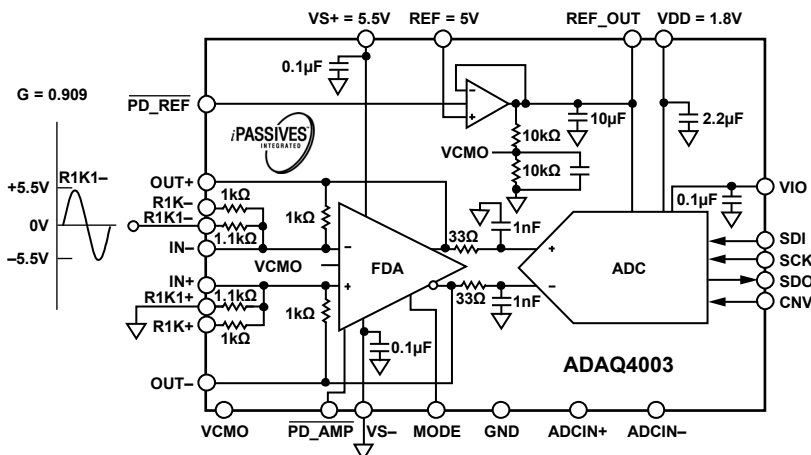 VS+ = 5.5V
REF = 5V
REF_OUT
VDD = 1.8V
0.1µF
G = 0.909
PD_REF
iPASSIVES™
INTEGRATED
10µF
2.2µF
10kΩ
VCMO
10kΩ
VIO
0.1µF
R1K1–
+5.5V
0V
–5.5V
OUT+
R1K–
1kΩ
R1K1–
1.1kΩ
IN–
1kΩ
VCMO
FDA
33Ω
1nF
ADC
SDI
SCK
SDO
CNV
IN+
R1K1+
1.1kΩ
R1K+
1kΩ
1kΩ
33Ω
1nF
0.1µF
OUT–
ADAQ4003
VCMO
PD_AMP
VS–
MODE
GND
ADCIN+
ADCIN–